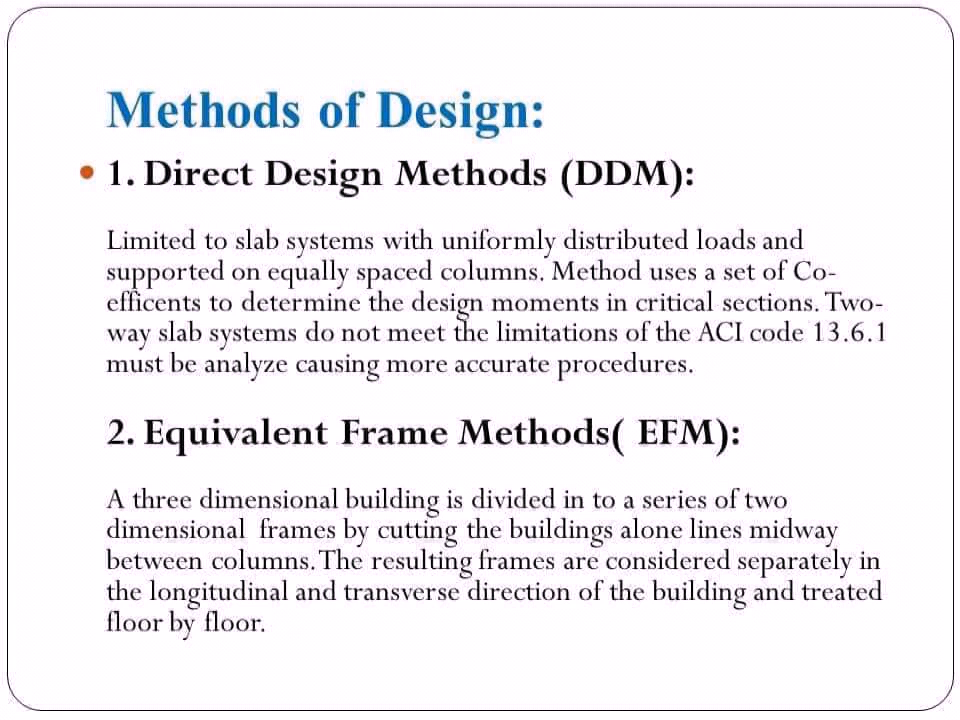 Methods of Design:
• 1. Direct Design Methods (DDM):
Limited to slab systems with uniformly distributed loads and
supported on equally spaced columns. Method uses a set of Co-
efficents to determine the design moments in critical sections. Two-
way slab systems do not meet the limitations of the ACI code 13.6.1
must be analyze causing more accurate procedures.
2. Equivalent Frame Methods( EFM):
A three dimensional building is divided in to a series of two
dimensional  frames by cutting the buildings alone lines midway
between columns. The resulting frames are considered separately in
the longitudinal and transverse direction of the building and treated
floor by floor.